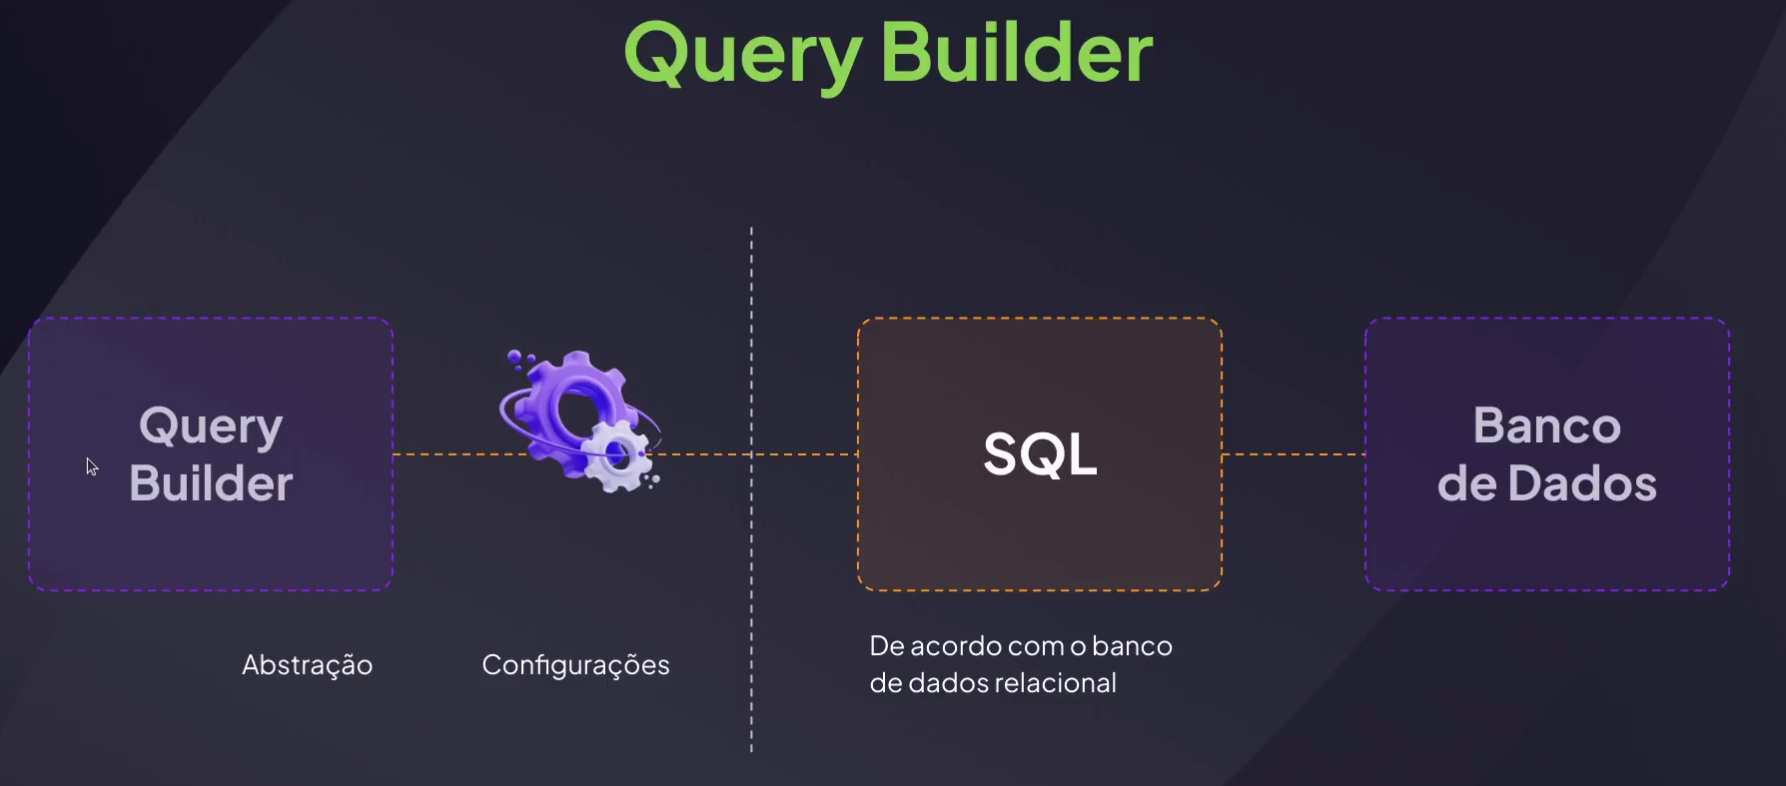 Query Builder
Query
Builder
SQL
Banco
de Dados
Abstração
Configurações
De acordo com o banco
de dados relacional